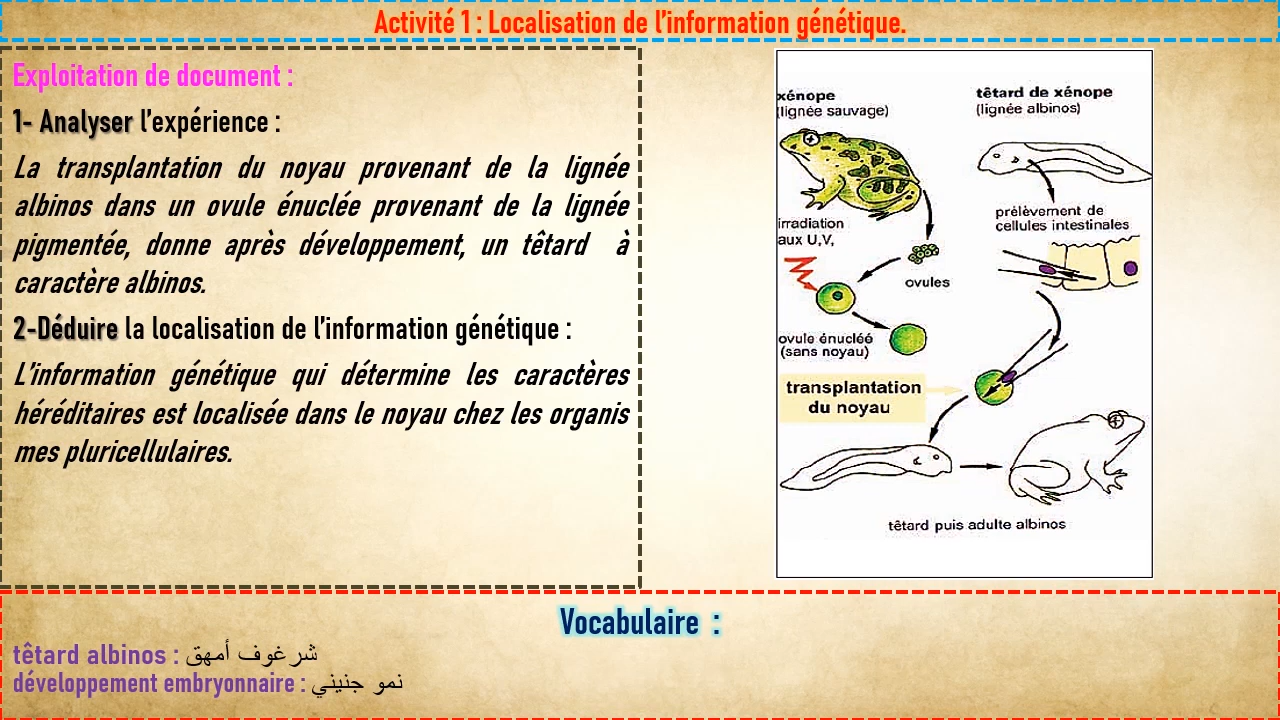 Activité 1 : Localisation de l'information génétique.
Exploitation de document :
1- Analyser l'expérience :
La transplantation du noyau provenant de la lignée
albinos dans un ovule énuclée provenant de la lignée
pigmentée, donne après développement, un têtard à
caractère albinos.
2-Déduire la localisation de l'information génétique :
L'information génétique qui détermine les caractères
héréditaires est localisée dans le noyau chez les organis
mes pluricellulaires.
xénope
(lignée sauvage)
têtard de xénope
(lignée albinos)
prélèvement de
cellules intestinales
irradiation
aux U,V,
ovules
ovule énucléé
(sans noyau)
transplantation
du noyau
têtard puis adulte albinos
Vocabulaire :
têtard albinos : شرغوف أمهق
développement embryonnaire : نمو جنيني